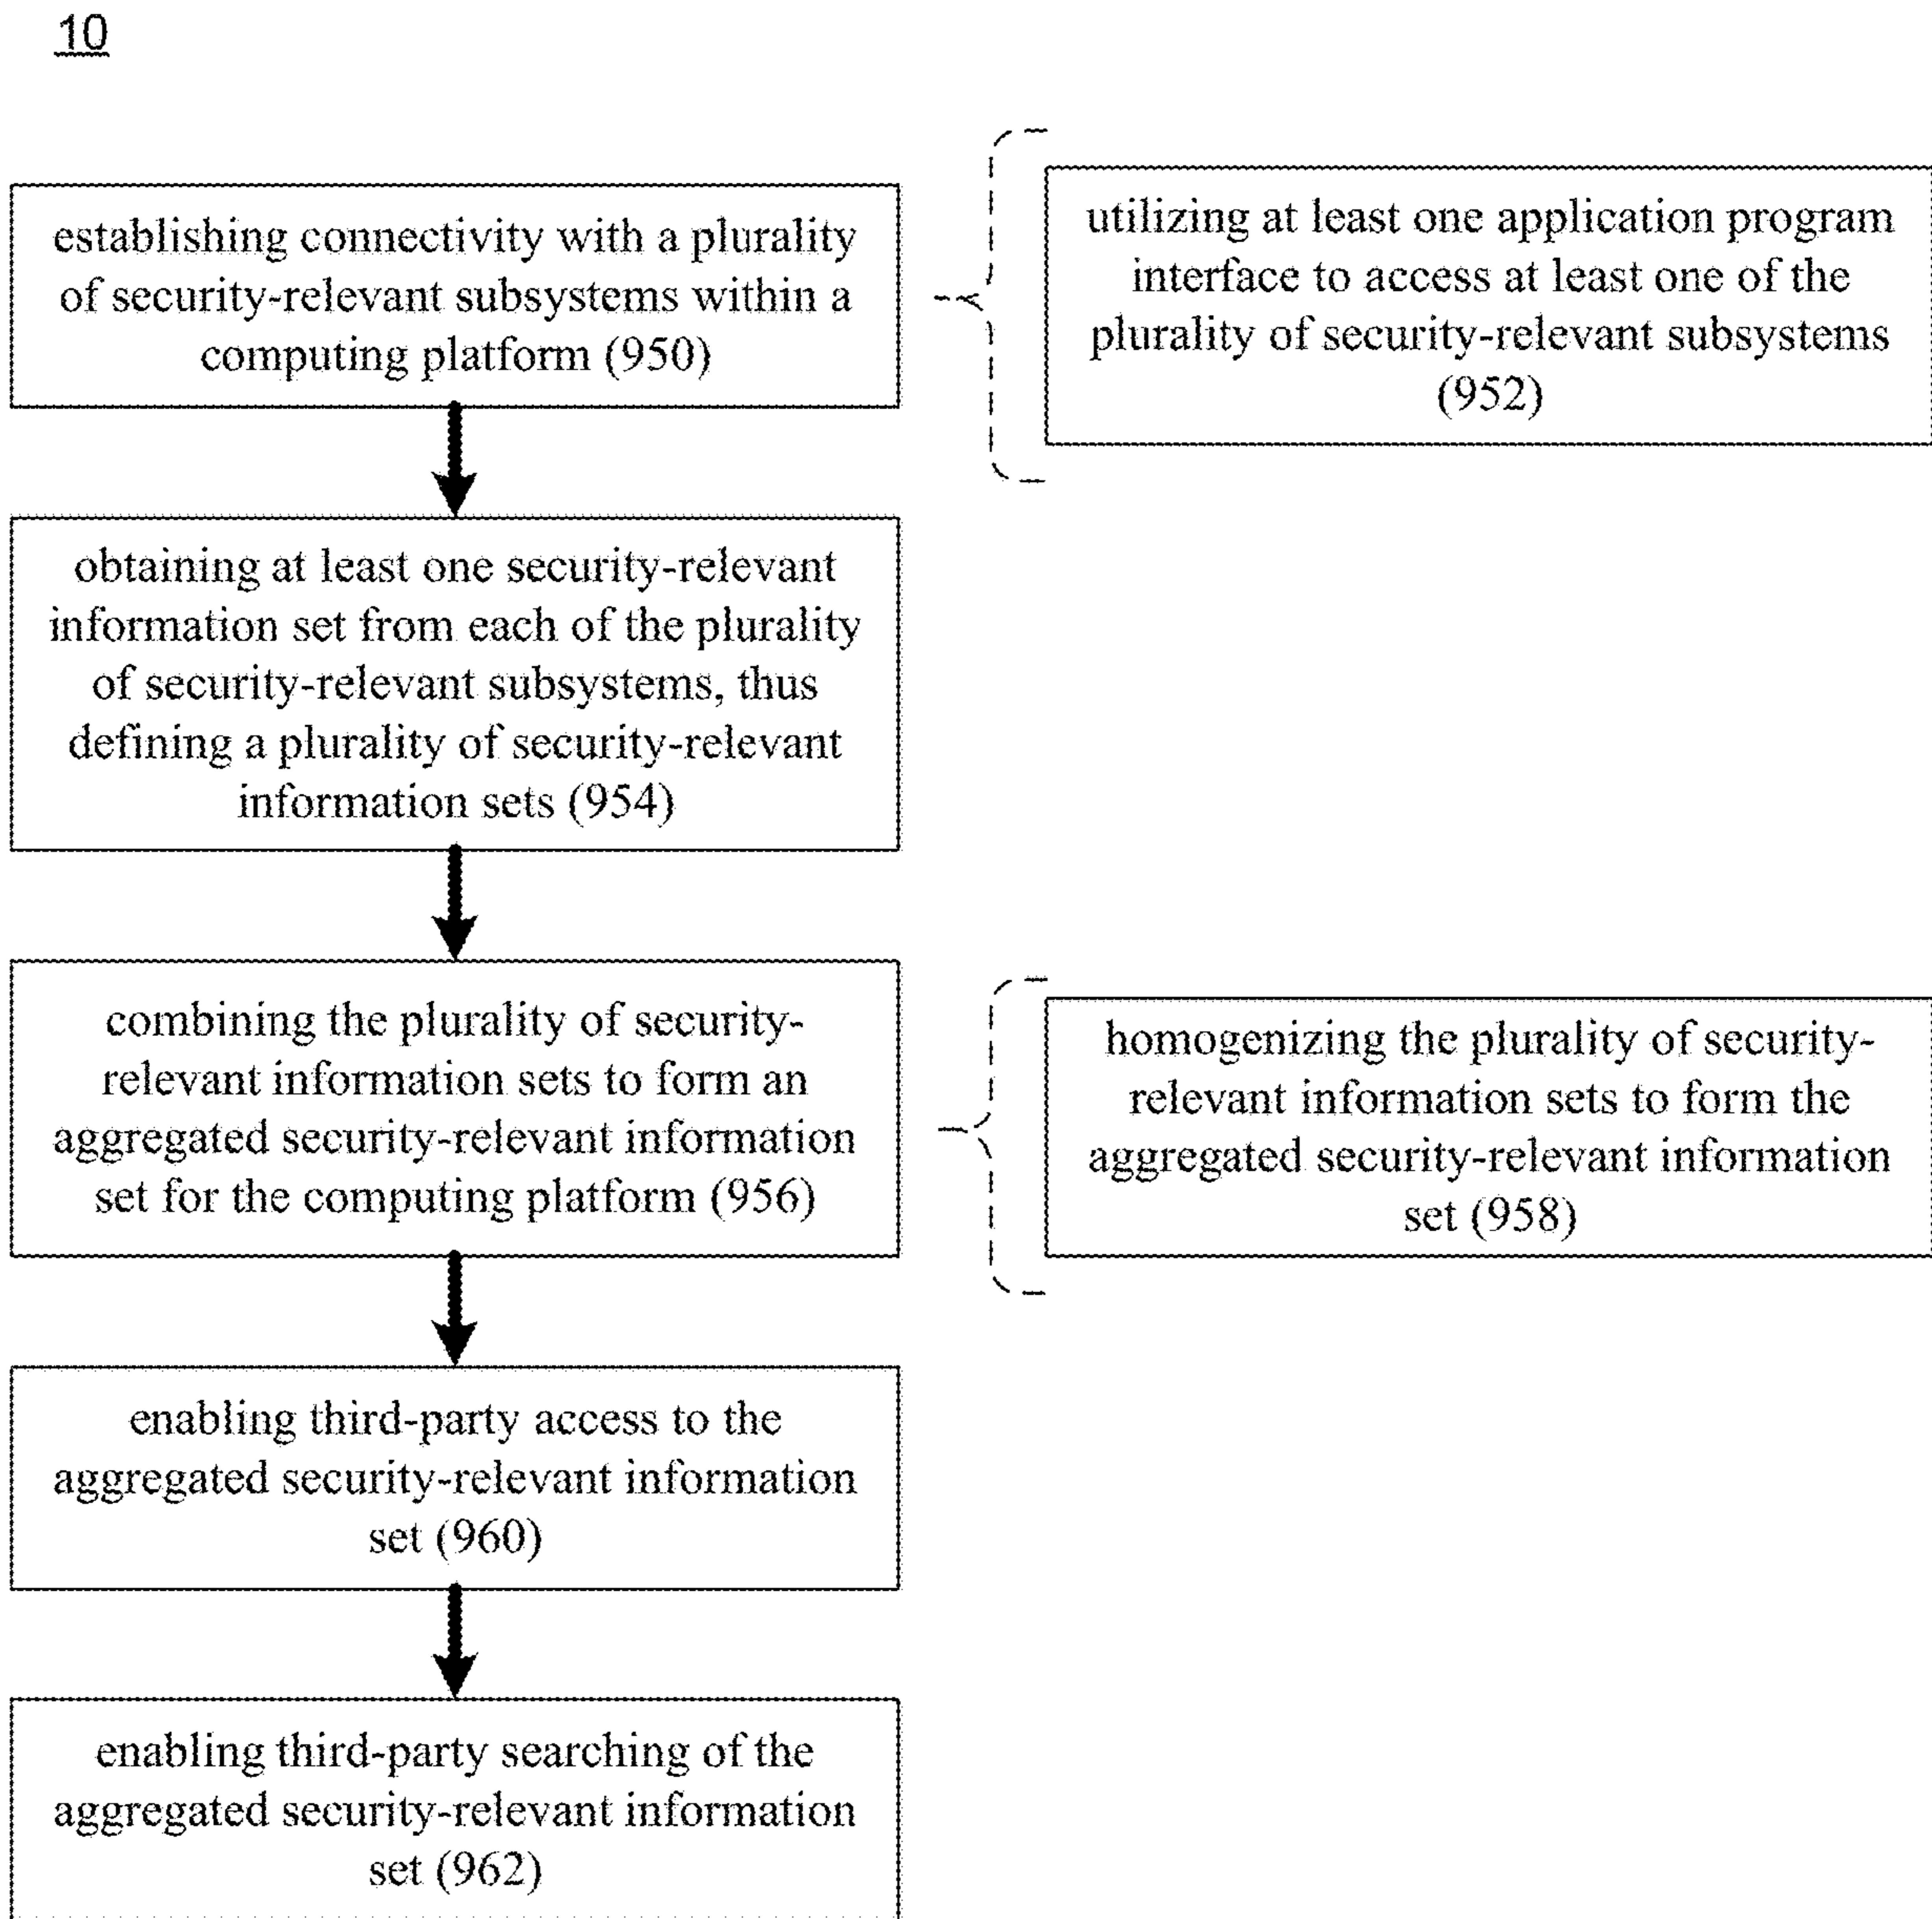 10
establishing connectivity with a plurality
of security-relevant subsystems within a
computing platform (950)
utilizing at least one application program
interface to access at least one of the
plurality of security-relevant subsystems
(952)
obtaining at least one security-relevant
information set from each of the plurality
of security-relevant subsystems, thus
defining a plurality of security-relevant
information sets (954)
combining the plurality of security-
relevant information sets to form an
aggregated security-relevant information
set for the computing platform (956)
homogenizing the plurality of security-
relevant information sets to form the
aggregated security-relevant information
set (958)
enabling third-party access to the
aggregated security-relevant information
set (960)
enabling third-party searching of the
aggregated security-relevant information
set (962)